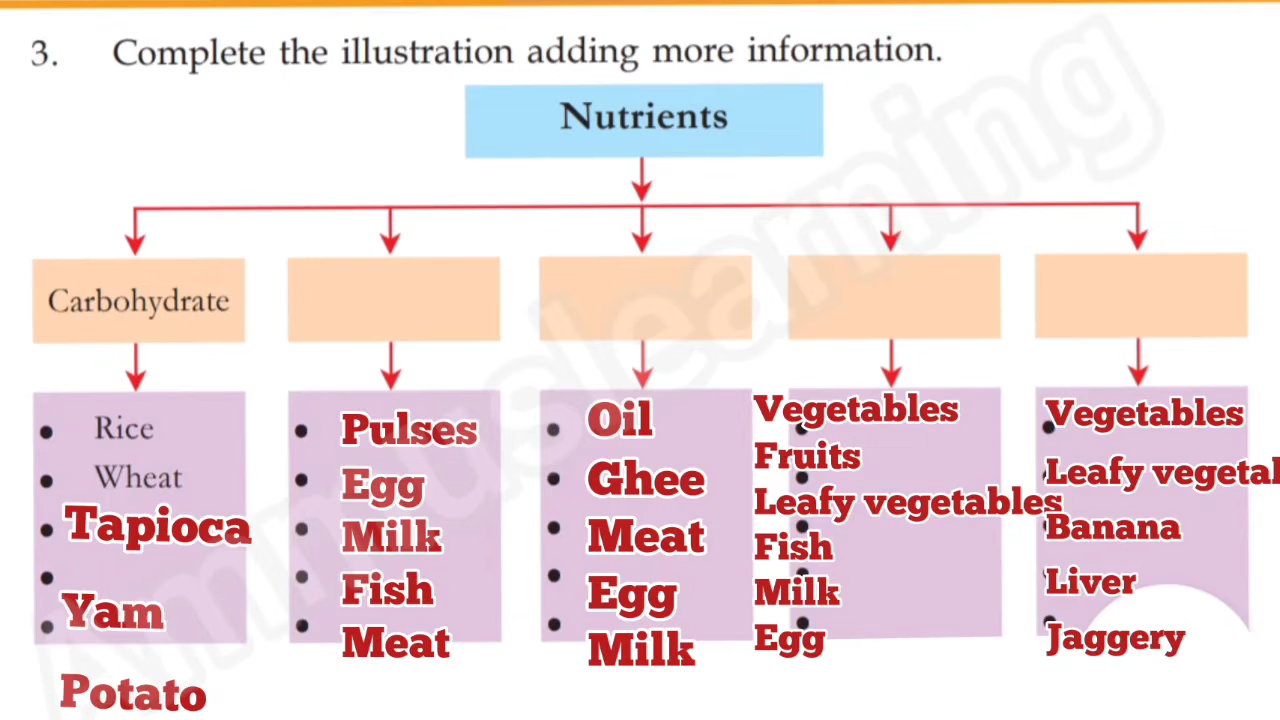 3. Complete the illustration adding more information.
Nutrients
Carbohydrate
• Rice
• Wheat
• Tapioca
• Yam
• Potato
• Pulses
• Egg
• Milk
• Fish
• Meat
• Oil
• Ghee
• Meat
• Egg
• Milk
Vegetables
Fruits
Leafy vegetables
Fish
Milk
Egg
Vegetables
Leafy vegetal
Banana
Liver
Jaggery
Ammuslearning